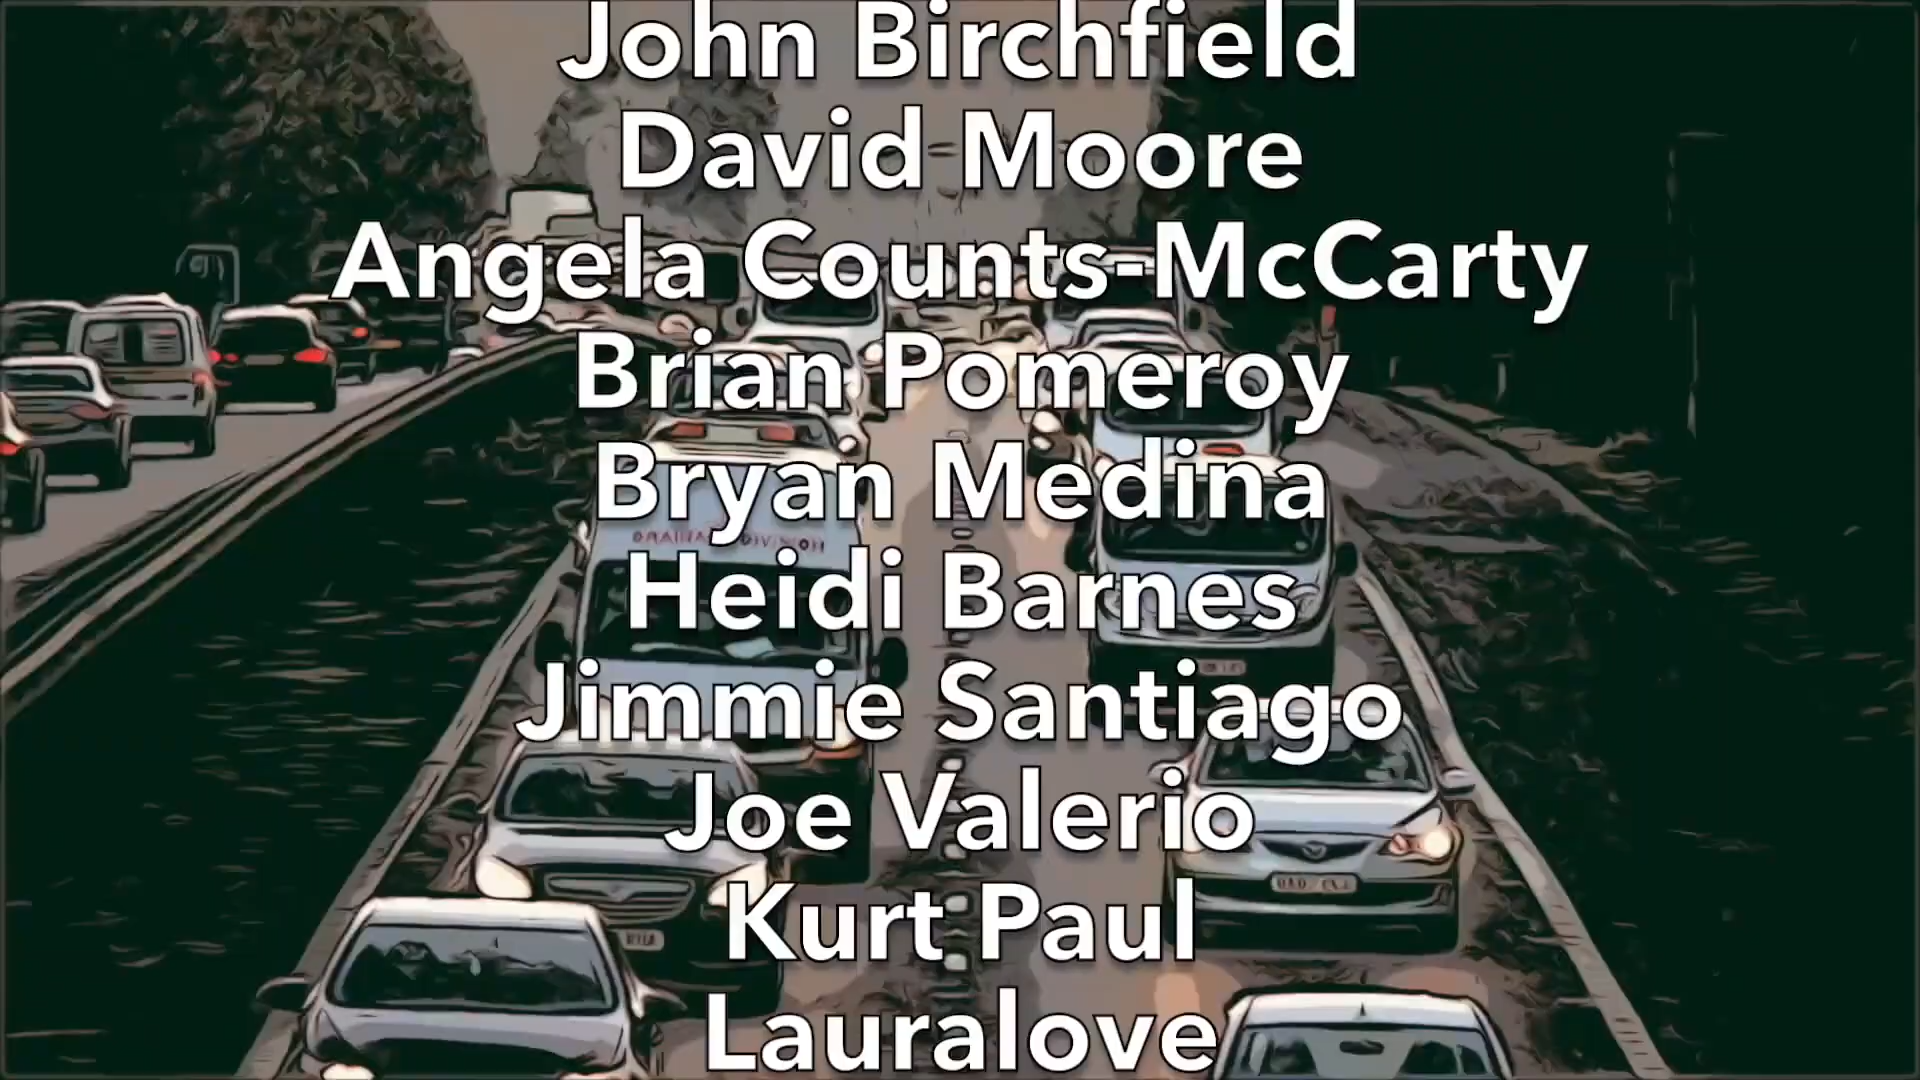 John Birchfield
David Moore
Angela Counts-McCarty
Brian Pomeroy
Bryan Medina
Heidi Barnes
Jimmie Santiago
Joe Valerio
Kurt Paul
Lauralove